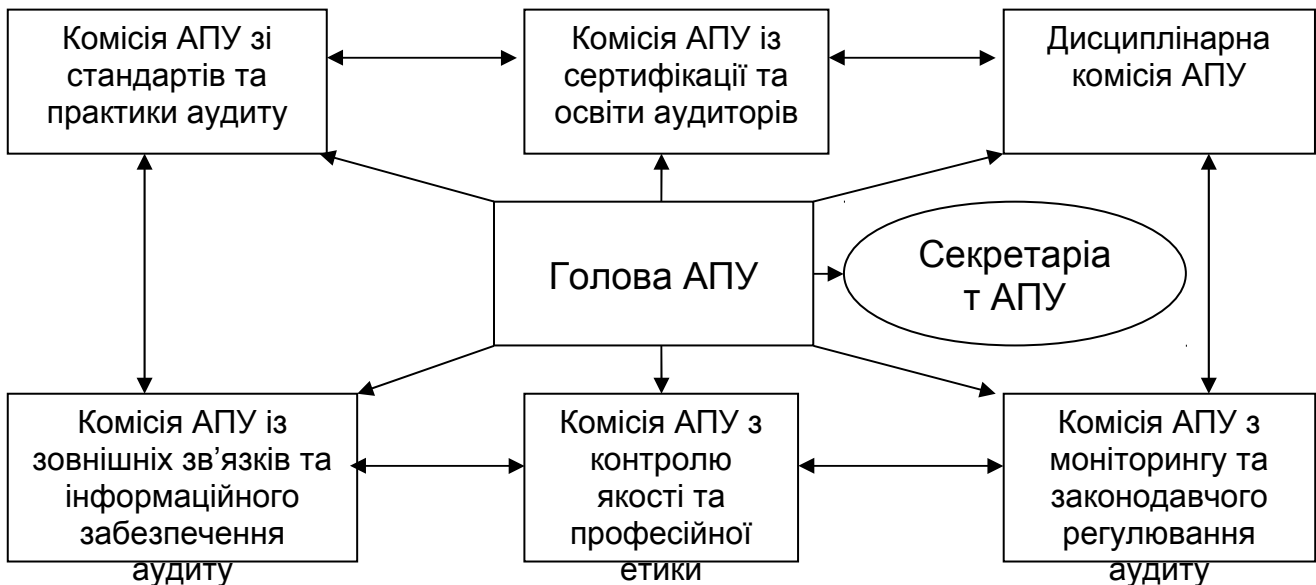 Комісія АПУ зі
стандартів та
практики аудиту
Комісія АПУ із
сертифікації та
освіти аудиторів
Дисциплінарна
комісія АПУ
Голова АПУ
Секретаріа
т АПУ
Комісія АПУ із
зовнішніх зв’язків та
інформаційного
забезпечення
аудиту
Комісія АПУ з
контролю
якості та
професійної
етики
Комісія АПУ з
моніторингу та
законодавчого
регулювання
аудиту